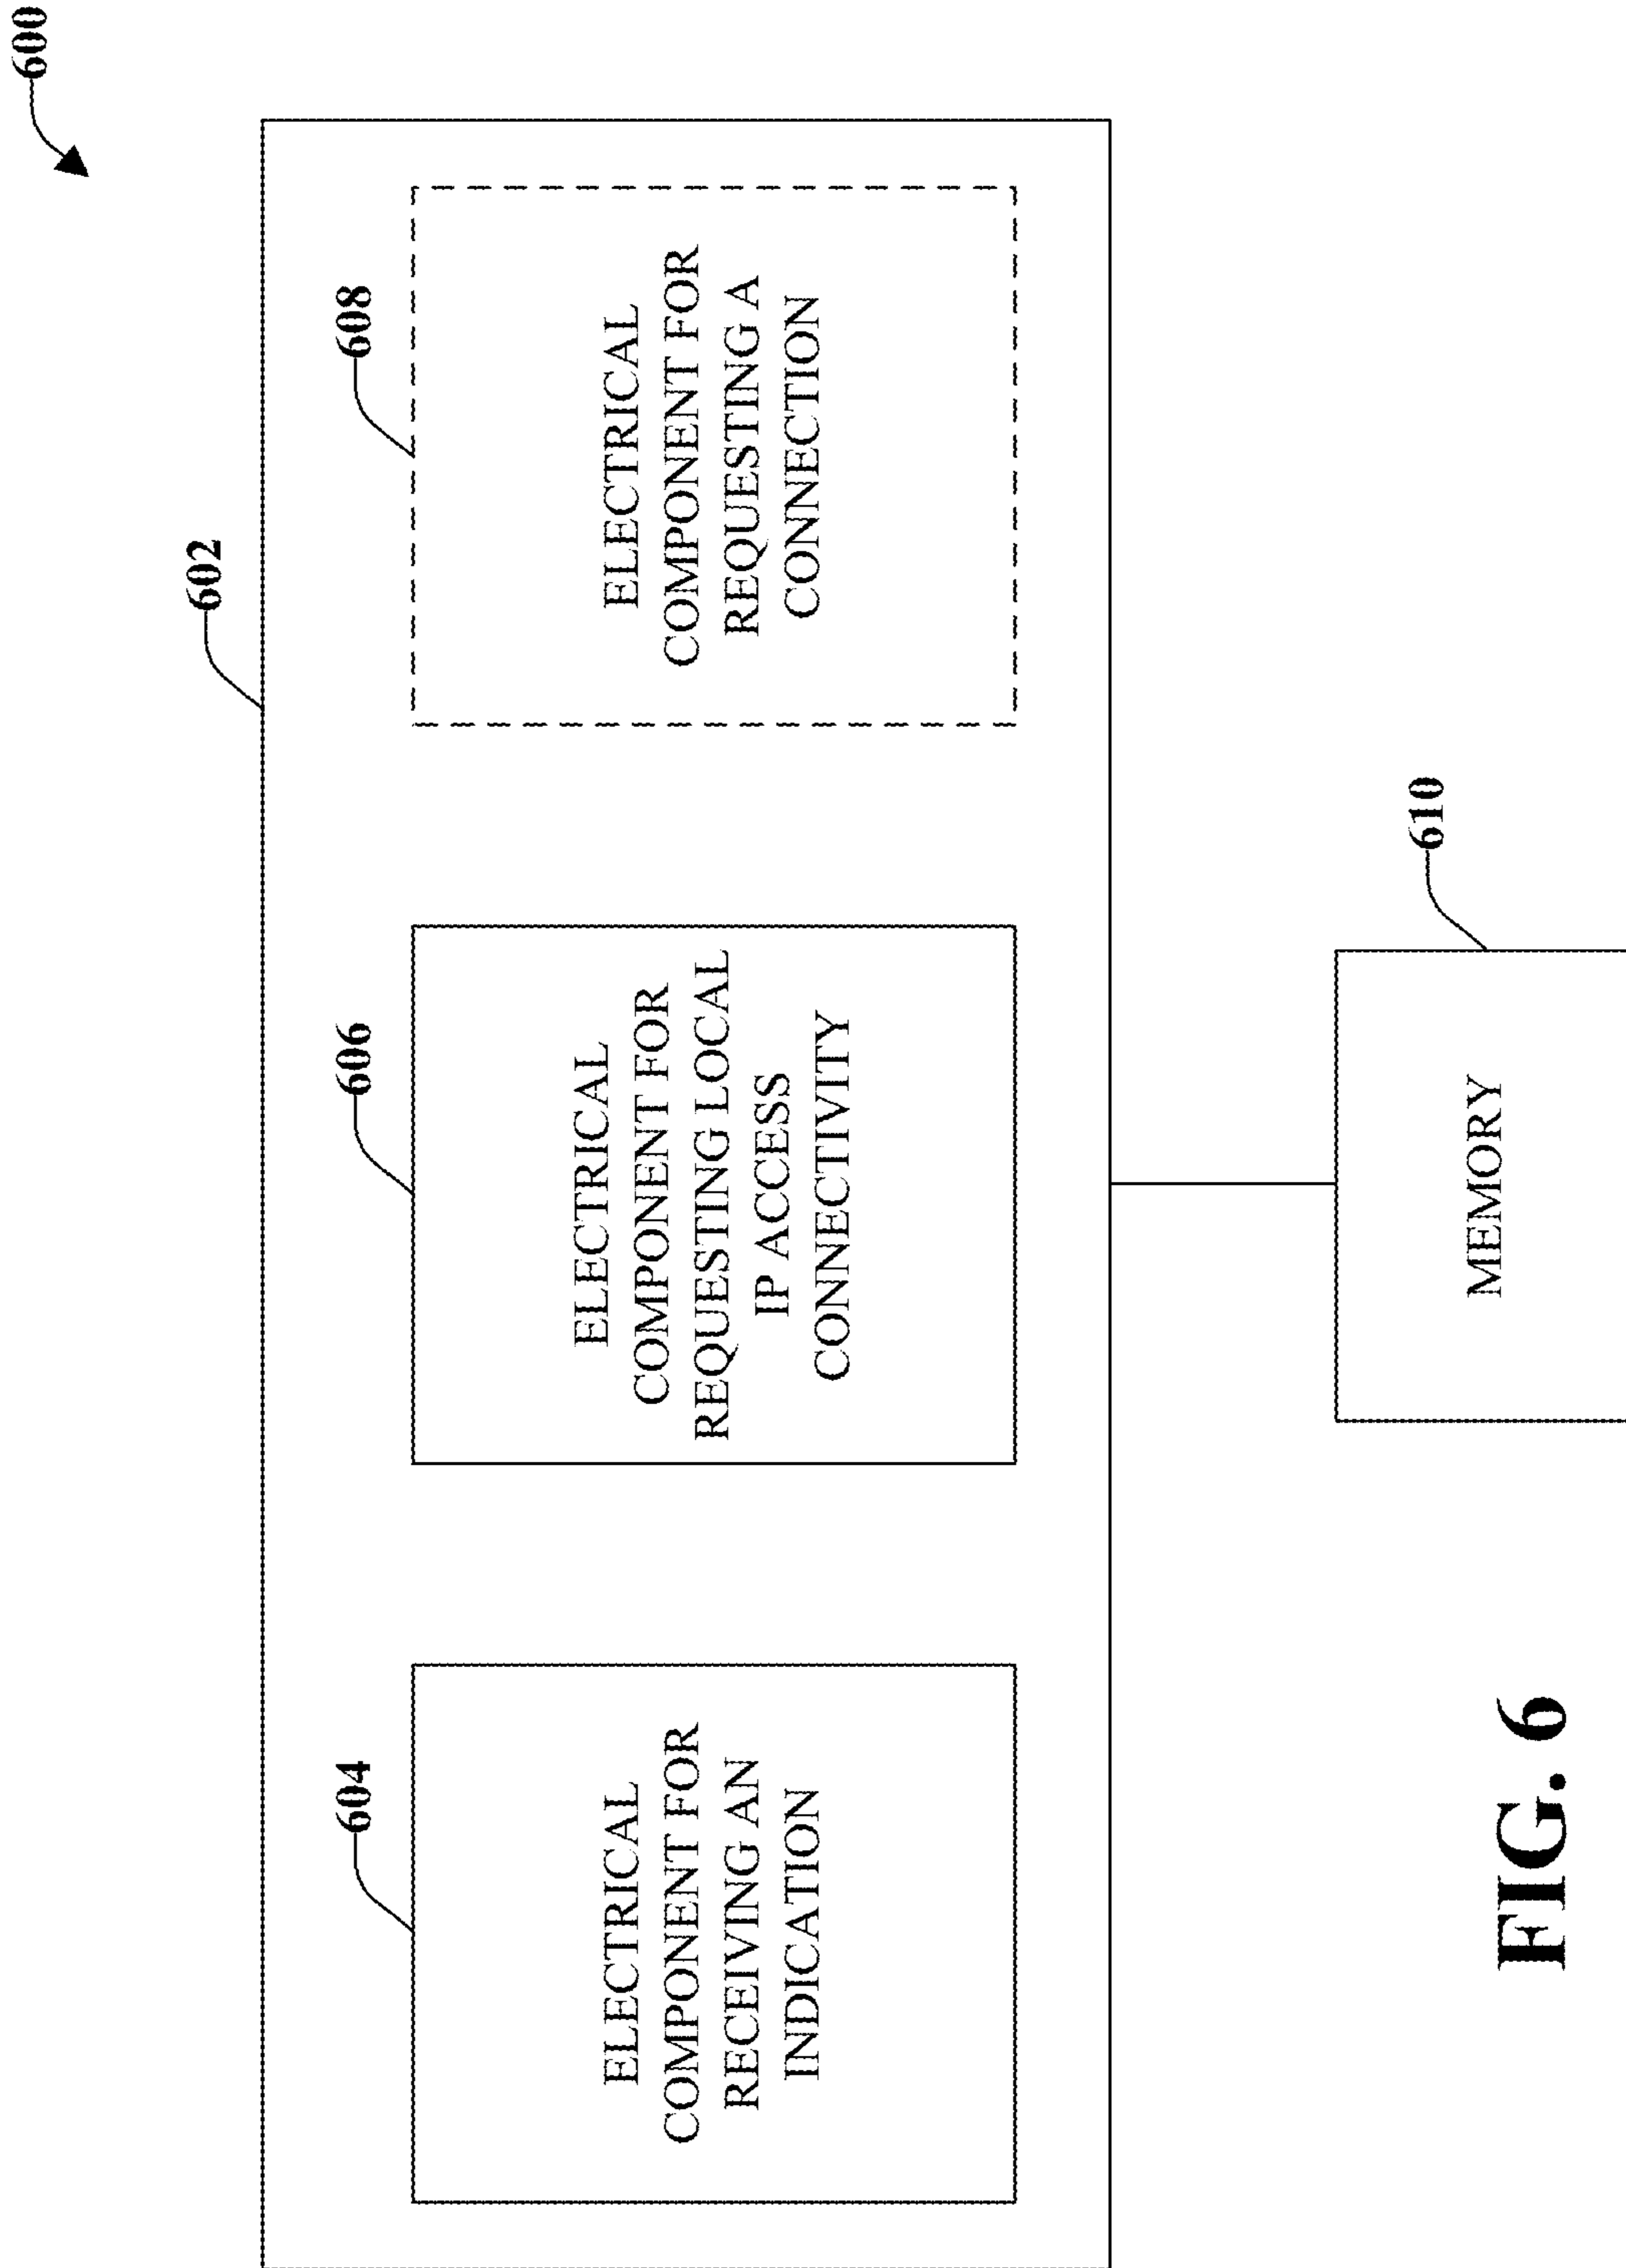 600
602
604
ELECTRICAL
COMPONENT FOR
RECEIVING AN
INDICATION
606
ELECTRICAL
COMPONENT FOR
REQUESTING LOCAL
IP ACCESS
CONNECTIVITY
608
ELECTRICAL
COMPONENT FOR
REQUESTING A
CONNECTION
610
MEMORY
FIG. 6